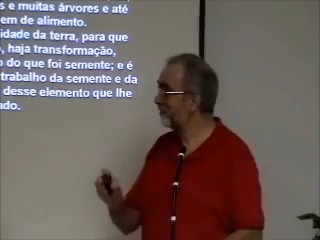 s e muitas árvores e até
em de alimento.
idade da terra, para que
, haja transformação,
o do que foi semente; e é
trabalho da semente e da
desse elemento que lhe
ado.